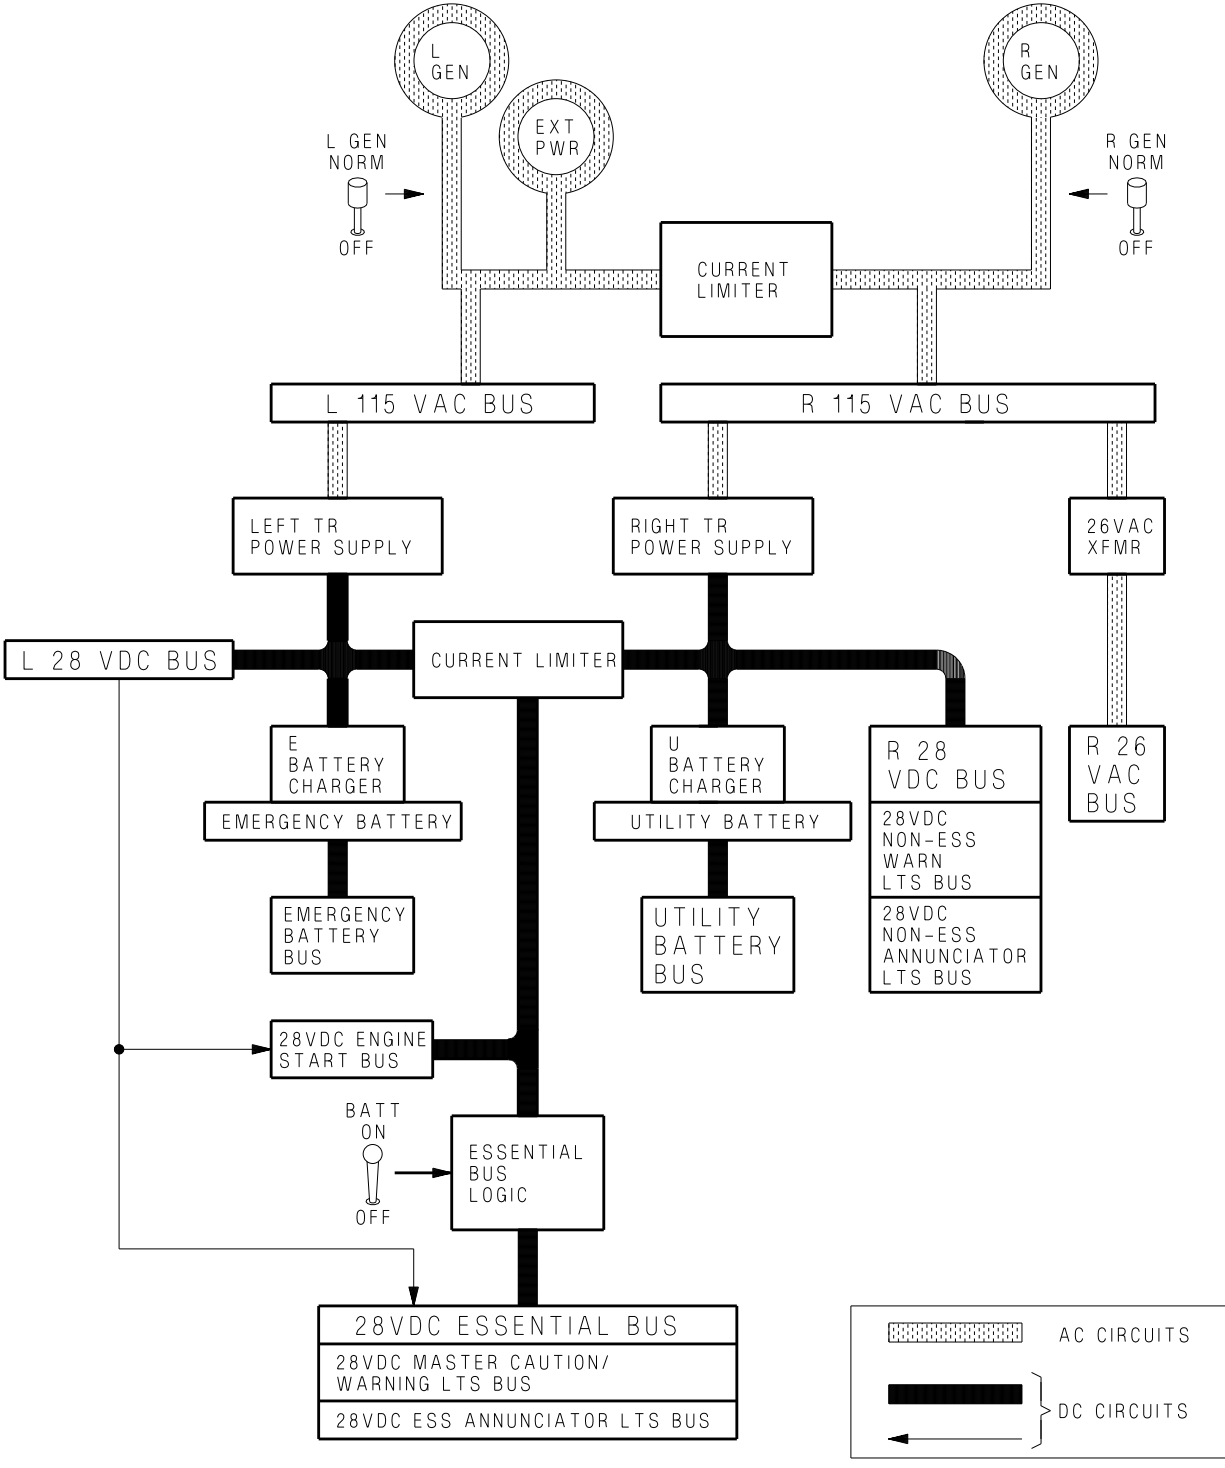 L
GEN
R
GEN
EXT
PWR
L GEN
NORM
OFF
R GEN
NORM
OFF
CURRENT
LIMITER
L 115 VAC BUS
R 115 VAC BUS
LEFT TR
POWER SUPPLY
RIGHT TR
POWER SUPPLY
26VAC
XFMR
L 28 VDC BUS
CURRENT LIMITER
E
BATTERY
CHARGER
EMERGENCY BATTERY
U
BATTERY
CHARGER
UTILITY BATTERY
R 28
VDC BUS
28VDC
NON-ESS
WARN
LTS BUS
28VDC
NON-ESS
ANNUNCIATOR
LTS BUS
R 26
VAC
BUS
EMERGENCY
BATTERY
BUS
UTILITY
BATTERY
BUS
28VDC ENGINE
START BUS
BATT
ON
OFF
ESSENTIAL
BUS
LOGIC
28VDC ESSENTIAL BUS
28VDC MASTER CAUTION/
WARNING LTS BUS
28VDC ESS ANNUNCIATOR LTS BUS
AC CIRCUITS
DC CIRCUITS